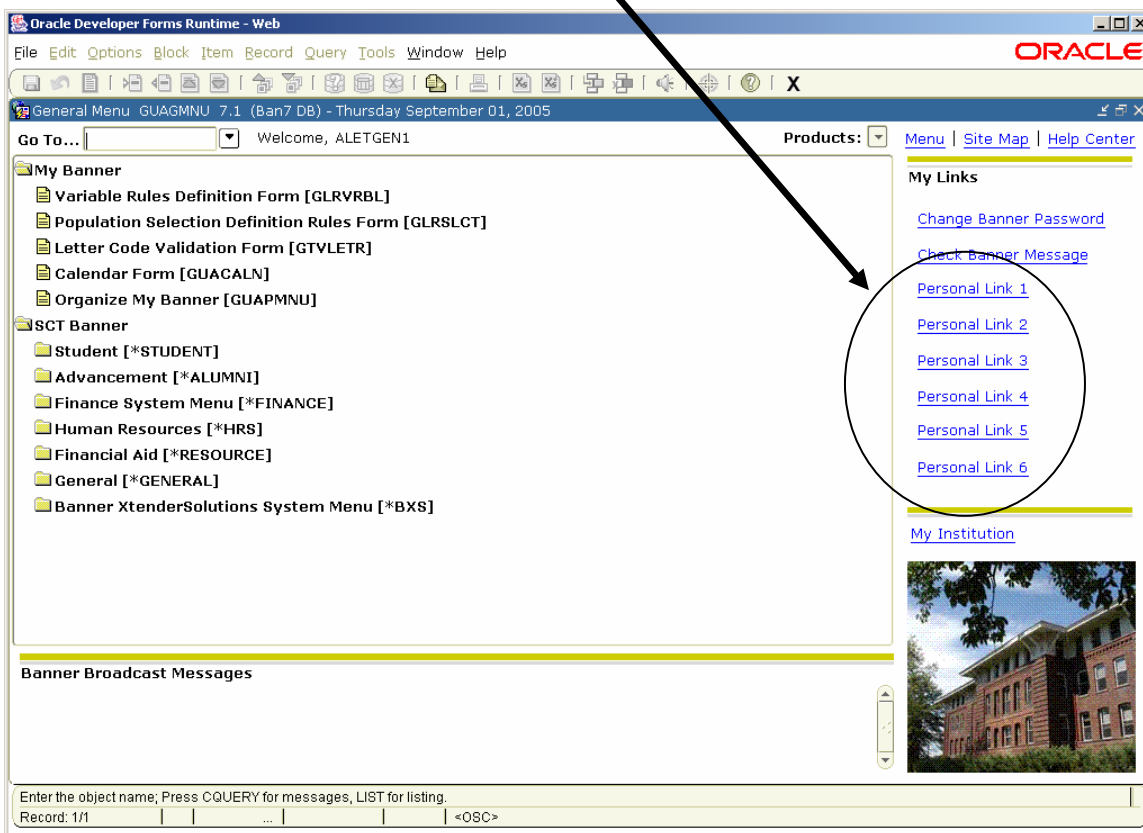 Oracle Developer Forms Runtime - Web
File Edit Options Block Item Record Query Tools Window Help
ORACLE
X
General Menu GUAGMNU 7.1 (Ban7 DB) - Thursday September 01, 2005
Go To... Welcome, ALETGEN1 Products: Menu | Site Map | Help Center
My Banner
Variable Rules Definition Form [GLRVRBL]
Population Selection Definition Rules Form [GLRSLCT]
Letter Code Validation Form [GTVLETR]
Calendar Form [GUACALN]
Organize My Banner [GUAPMNU]
SCT Banner
Student [*STUDENT]
Advancement [*ALUMNI]
Finance System Menu [*FINANCE]
Human Resources [*HRS]
Financial Aid [*RESOURCE]
General [*GENERAL]
Banner XtenderSolutions System Menu [*BXS]
My Links
Change Banner Password
Check Banner Message
Personal Link 1
Personal Link 2
Personal Link 3
Personal Link 4
Personal Link 5
Personal Link 6
My Institution
Banner Broadcast Messages
Enter the object name; Press CQUERY for messages, LIST for listing.
Record: 1/1 ... <OSC>